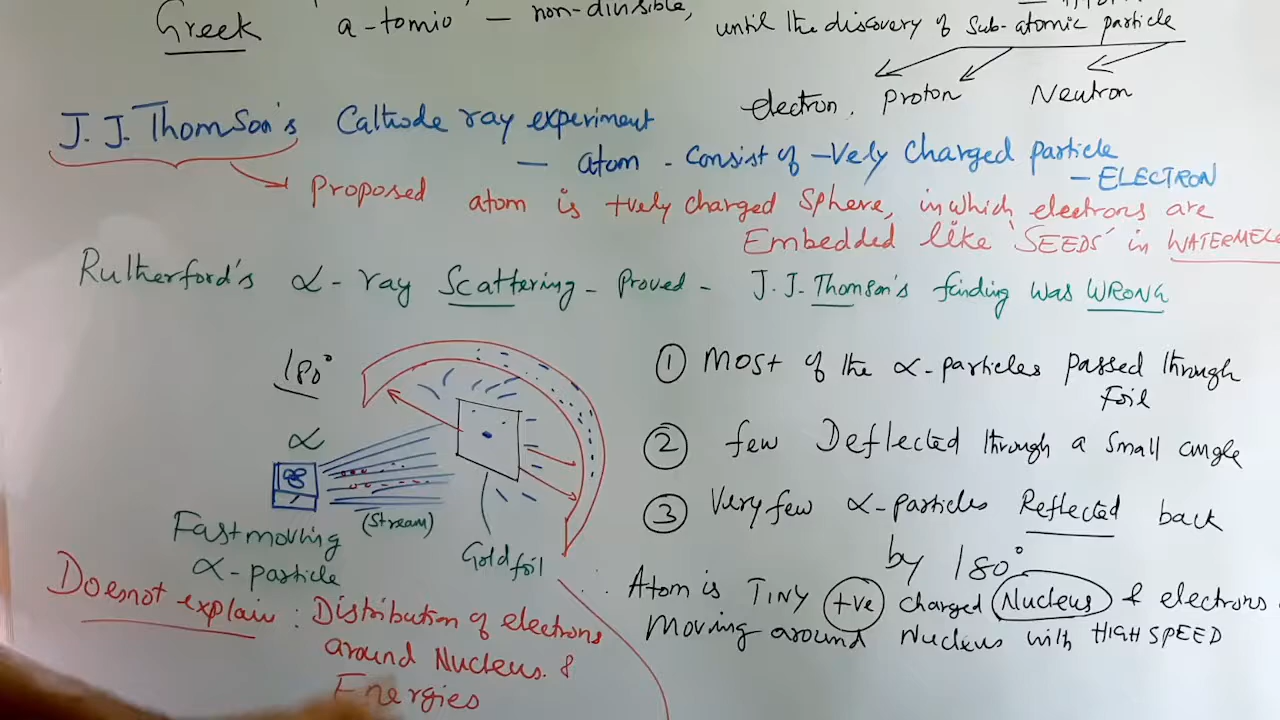 Greek 'a-tomio' – non-divisible, until the discovery of sub-atomic particle
electron. Proton Neutron
J. J. Thomson's Cathode ray experiment
– atom - Consist of -Vely Charged particle
– ELECTRON
Proposed atom is +vely charged Sphere, in which electrons are
Embedded like 'SEEDS' in WATERMEL
Rutherford's α-ray Scattering - Proved - J.J. Thomson's finding was WRONG
180°
α
(Stream)
Fast moving
α-particle
Gold foil
① Most of the α-particles passed through
Foil
② few Deflected through a small angle
③ Very few α-particles Reflected back
by 180°
∴ Atom is TINY +ve charged Nucleus & electrons
Moving around Nucleus with HIGH SPEED
Doesnot explain : Distribution of electrons
around Nucleus. &
Energies